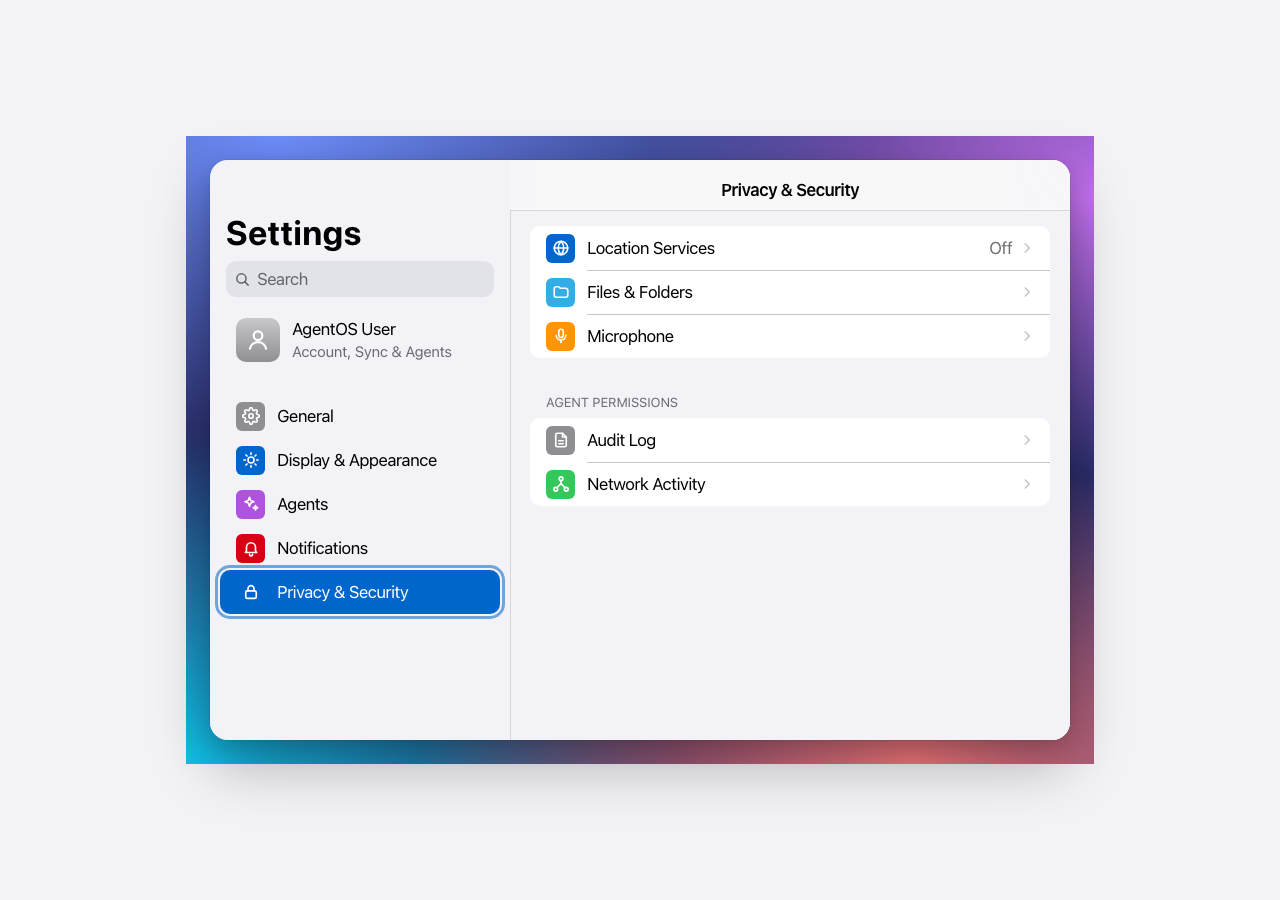 Settings
Search
AgentOS User
Account, Sync & Agents
General
Display & Appearance
Agents
Notifications
Privacy & Security
Privacy & Security
Location Services Off
Files & Folders
Microphone
AGENT PERMISSIONS
Audit Log
Network Activity